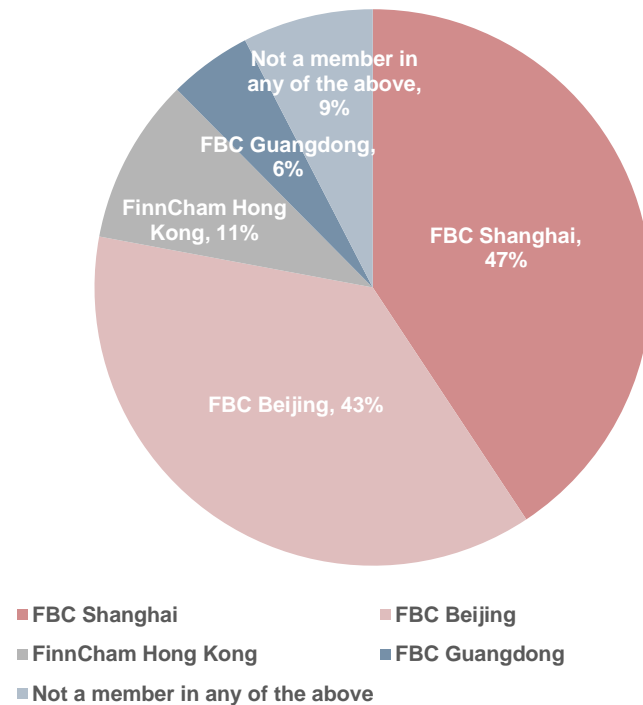 Not a member in
any of the above,
9%
FBC Guangdong,
6%
FinnCham Hong
Kong, 11%
FBC Shanghai,
47%
FBC Beijing, 43%
FBC Shanghai
FBC Beijing
FinnCham Hong Kong
FBC Guangdong
Not a member in any of the above